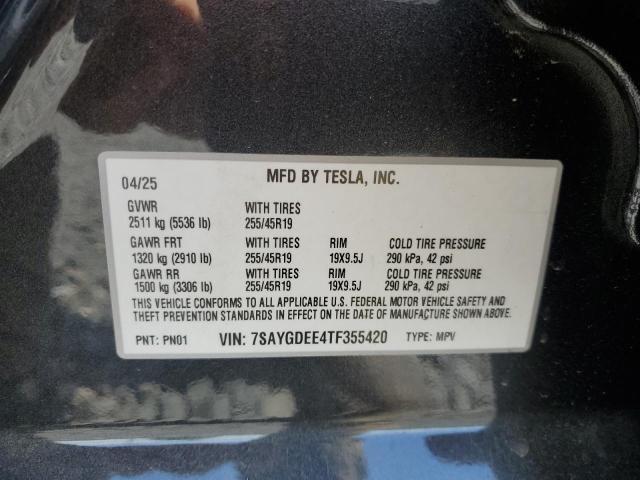 04/25 MFD BY TESLA, INC.
GVWR WITH TIRES
2511 kg (5536 lb) 255/45R19
GAWR FRT WITH TIRES RIM COLD TIRE PRESSURE
1320 kg (2910 lb) 255/45R19 19X9.5J 290 kPa, 42 psi
GAWR RR WITH TIRES RIM COLD TIRE PRESSURE
1500 kg (3306 lb) 255/45R19 19X9.5J 290 kPa, 42 psi
THIS VEHICLE CONFORMS TO ALL APPLICABLE U.S. FEDERAL MOTOR VEHICLE SAFETY AND
THEFT PREVENTION STANDARDS IN EFFECT ON THE DATE OF MANUFACTURE SHOWN ABOVE.
PNT: PN01 VIN: 7SAYGDEE4TF355420 TYPE: MPV